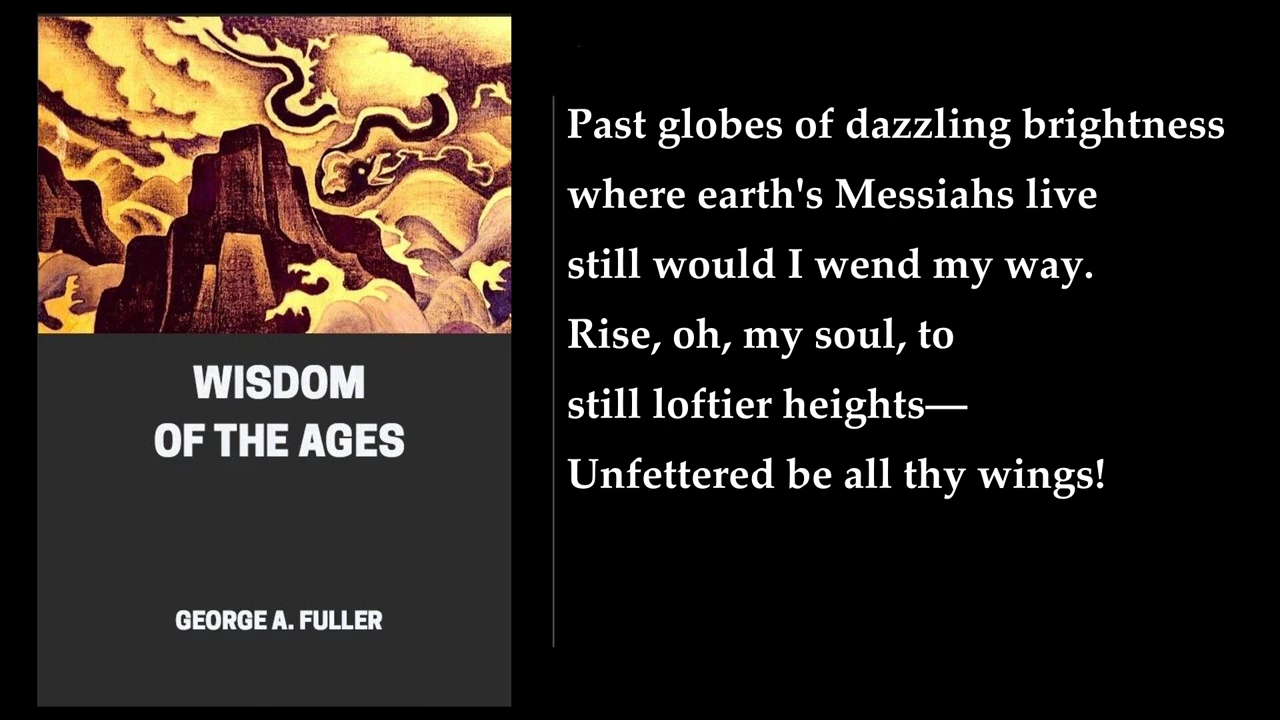 WISDOM
OF THE AGES
GEORGE A. FULLER
Past globes of dazzling brightness
where earth's Messiahs live
still would I wend my way.
Rise, oh, my soul, to
still loftier heights—
Unfettered be all thy wings!